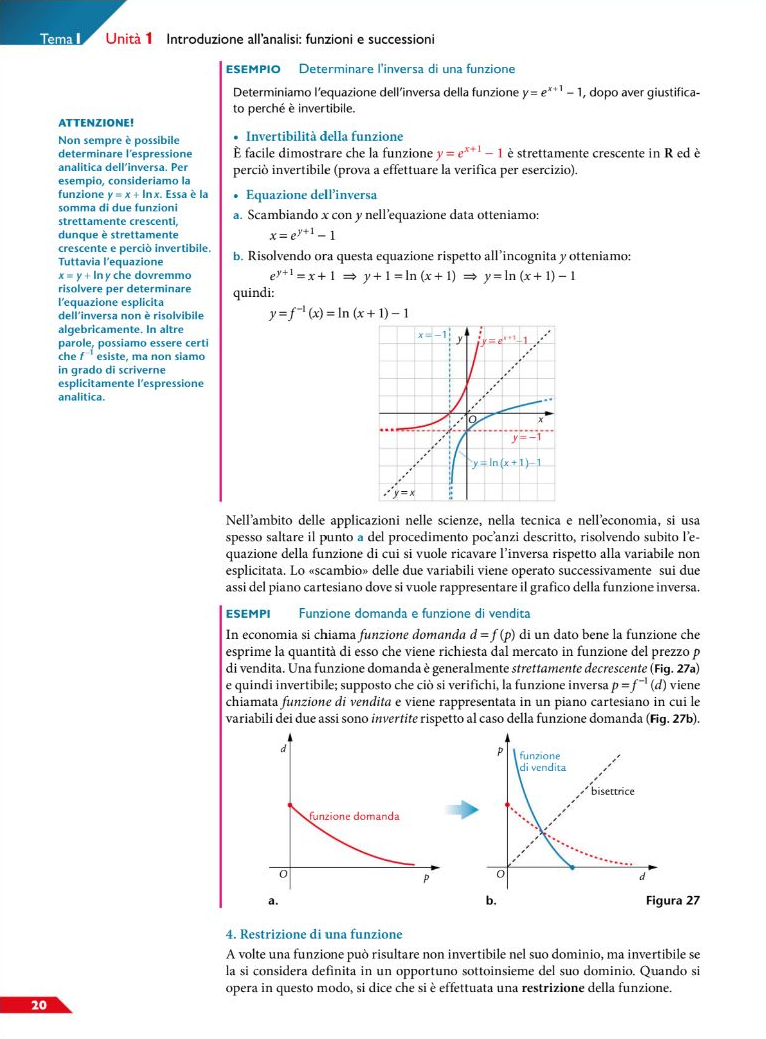 Tema I Unità 1 Introduzione all'analisi: funzioni e successioni
ATTENZIONE!
Non sempre è possibile
determinare l'espressione
analitica dell'inversa. Per
esempio, consideriamo la
funzione y = x + ln x. Essa è la
somma di due funzioni
strettamente crescenti,
dunque è strettamente
crescente e perciò invertibile.
Tuttavia l'equazione
x = y + ln y che dovremmo
risolvere per determinare
l'equazione esplicita
dell'inversa non è risolvibile
algebricamente. In altre
parole, possiamo essere certi
che f⁻¹ esiste, ma non siamo
in grado di scriverne
esplicitamente l'espressione
analitica.
ESEMPIO Determinare l'inversa di una funzione
Determiniamo l'equazione dell'inversa della funzione y = eˣ⁺¹ – 1, dopo aver giustifica-
to perché è invertibile.
• Invertibilità della funzione
È facile dimostrare che la funzione y = eˣ⁺¹ – 1 è strettamente crescente in R ed è
perciò invertibile (prova a effettuare la verifica per esercizio).
• Equazione dell'inversa
a. Scambiando x con y nell'equazione data otteniamo:
x = eʸ⁺¹ – 1
b. Risolvendo ora questa equazione rispetto all'incognita y otteniamo:
eʸ⁺¹ = x + 1 ⇒ y + 1 = ln (x + 1) ⇒ y = ln (x + 1) – 1
quindi:
y = f⁻¹ (x) = ln (x + 1) – 1
x = –1
y
y = eˣ⁺¹–1
O
x
y = –1
y = ln (x + 1)–1
y = x
Nell'ambito delle applicazioni nelle scienze, nella tecnica e nell'economia, si usa
spesso saltare il punto a del procedimento poc'anzi descritto, risolvendo subito l'e-
quazione della funzione di cui si vuole ricavare l'inversa rispetto alla variabile non
esplicitata. Lo «scambio» delle due variabili viene operato successivamente sui due
assi del piano cartesiano dove si vuole rappresentare il grafico della funzione inversa.
ESEMPI Funzione domanda e funzione di vendita
In economia si chiama funzione domanda d = f (p) di un dato bene la funzione che
esprime la quantità di esso che viene richiesta dal mercato in funzione del prezzo p
di vendita. Una funzione domanda è generalmente strettamente decrescente (Fig. 27a)
e quindi invertibile; supposto che ciò si verifichi, la funzione inversa p = f⁻¹ (d) viene
chiamata funzione di vendita e viene rappresentata in un piano cartesiano in cui le
variabili dei due assi sono invertite rispetto al caso della funzione domanda (Fig. 27b).
d
funzione domanda
O
p
a.
p
funzione
di vendita
bisettrice
O
d
b.
Figura 27
4. Restrizione di una funzione
A volte una funzione può risultare non invertibile nel suo dominio, ma invertibile se
la si considera definita in un opportuno sottoinsieme del suo dominio. Quando si
opera in questo modo, si dice che si è effettuata una restrizione della funzione.
20